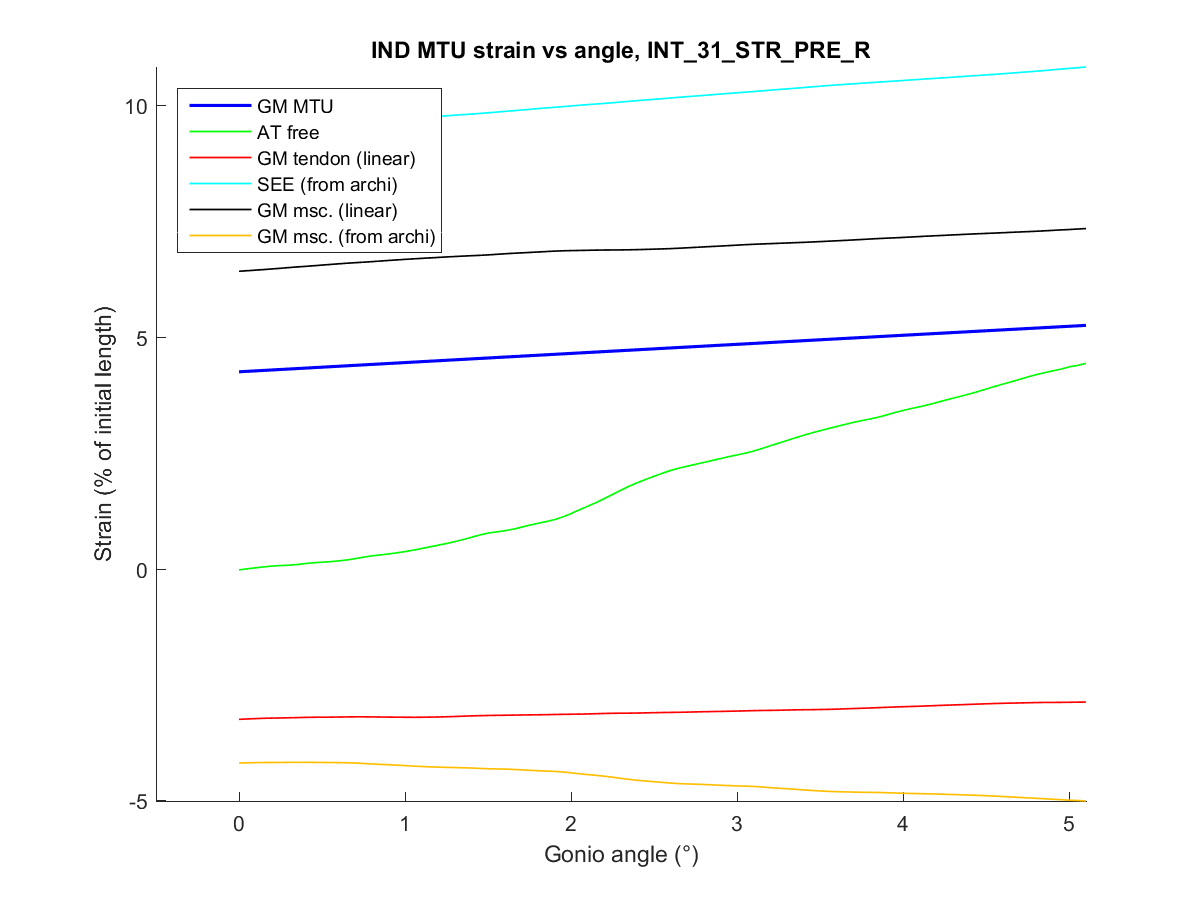 IND MTU strain vs angle, INT_31_STR_PRE_R
GM MTU
AT free
GM tendon (linear)
SEE (from archi)
GM msc. (linear)
GM msc. (from archi)
Strain (% of initial length)
10
5
0
-5
0 1 2 3 4 5
Gonio angle (°)